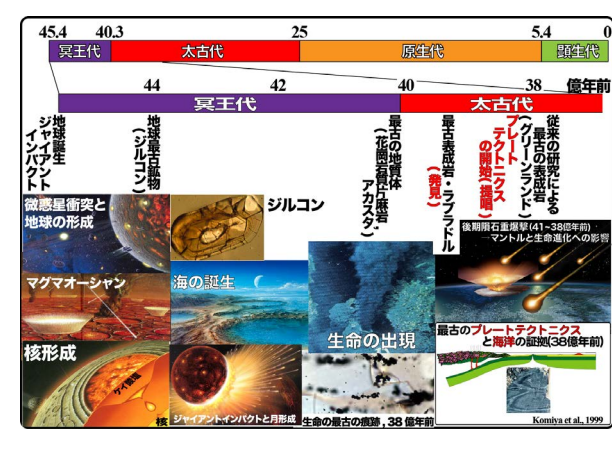 45.4 40.3 25 5.4 0
冥王代 太古代 原生代 顕生代
44 42 40 38 億年前
冥王代 太古代
地球誕生
ジャイアント
インパクト
地球最古鉱物
(ジルコン)
最古の地質体
(花崗岩質片麻岩,
アカスタ)
最古表成岩・ラブラドル
(発見)
プレート
テクトニクス
の開始(提唱)
従来の研究による
最古の表成岩
(グリーンランド)
微惑星衝突と
地球の形成
ジルコン
後期隕石重爆撃(41~38億年前)
マントルと生命進化への影響
マグマオーシャン
海の誕生
生命の出現
最古のプレートテクトニクス
と海洋の証拠(38億年前)
核形成
ケイ酸塩
核
ジャイアントインパクトと月形成
生命の最古の痕跡, 38 億年前
Komiya et al., 1999